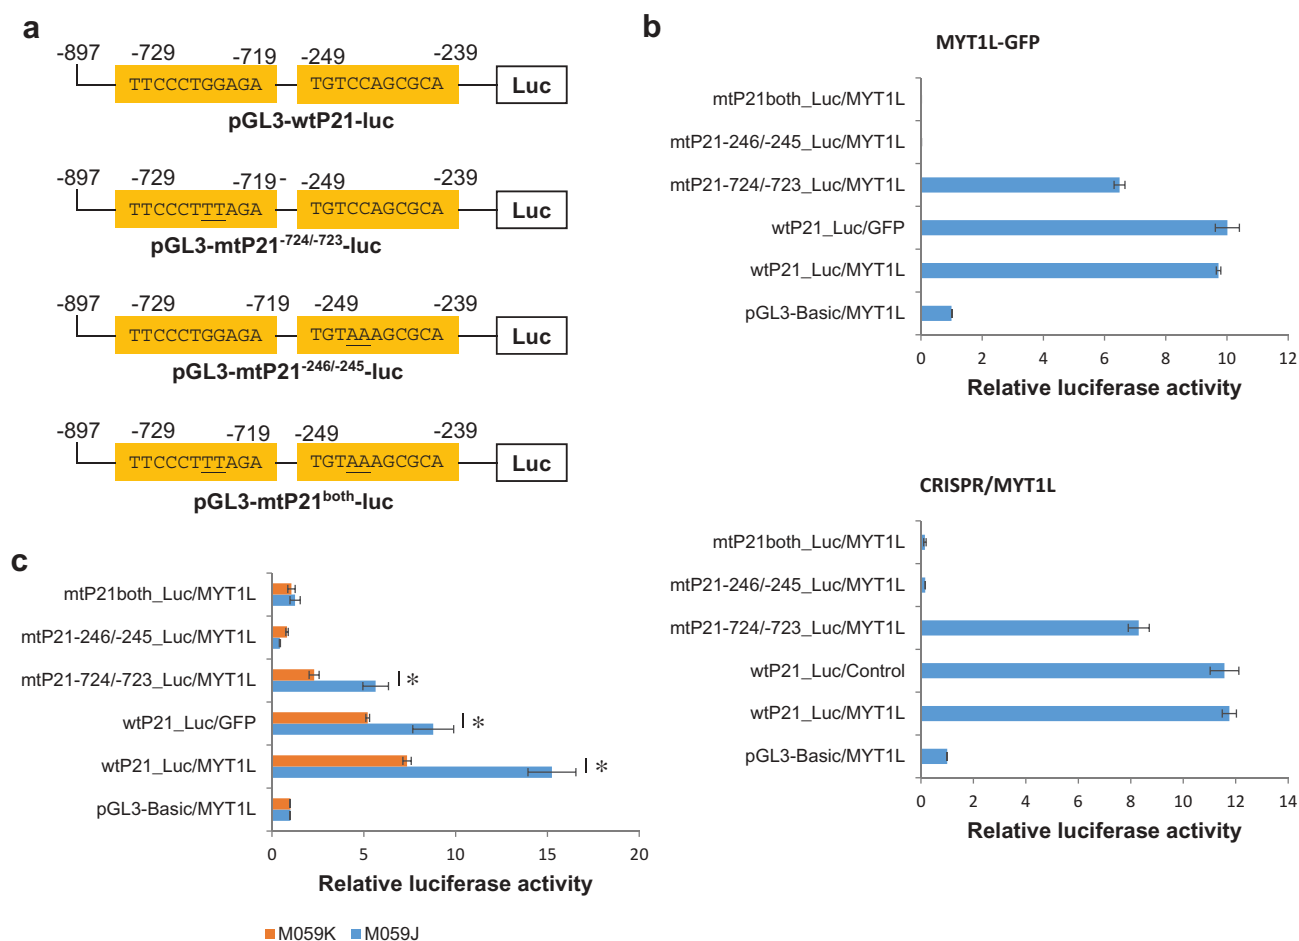 a
-897 -729 -719 -249 -239
TTCCCTGGAGA TGTCCAGCGCA Luc
pGL3-wtP21-luc
-897 -729 -719 - -249 -239
TTCCCTTTAGA TGTCCAGCGCA Luc
pGL3-mtP21-724/-723-luc
-897 -729 -719 -249 -239
TTCCCTGGAGA TGTAAAGCGCA Luc
pGL3-mtP21-246/-245-luc
-897 -729 -719 -249 -239
TTCCCTTTAGA TGTAAAGCGCA Luc
pGL3-mtP21both-luc
b
MYT1L-GFP
mtP21both_Luc/MYT1L
mtP21-246/-245_Luc/MYT1L
mtP21-724/-723_Luc/MYT1L
wtP21_Luc/GFP
wtP21_Luc/MYT1L
pGL3-Basic/MYT1L
0 2 4 6 8 10 12
Relative luciferase activity
CRISPR/MYT1L
mtP21both_Luc/MYT1L
mtP21-246/-245_Luc/MYT1L
mtP21-724/-723_Luc/MYT1L
wtP21_Luc/Control
wtP21_Luc/MYT1L
pGL3-Basic/MYT1L
0 2 4 6 8 10 12 14
Relative luciferase activity
c
mtP21both_Luc/MYT1L
mtP21-246/-245_Luc/MYT1L
mtP21-724/-723_Luc/MYT1L *
wtP21_Luc/GFP *
wtP21_Luc/MYT1L *
pGL3-Basic/MYT1L
0 5 10 15 20
Relative luciferase activity
M059K M059J